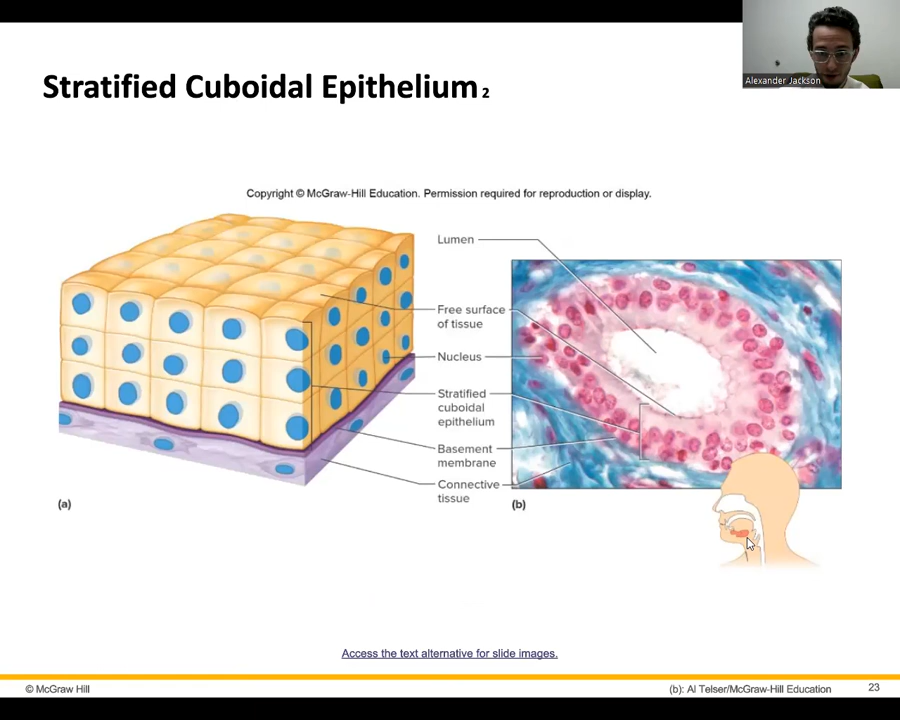 Alexander Jackson
Stratified Cuboidal Epithelium 2
Copyright © McGraw-Hill Education. Permission required for reproduction or display.
Lumen
Free surface
of tissue
Nucleus
Stratified
cuboidal
epithelium
Basement
membrane
Connective
tissue
(a)
(b)
Access the text alternative for slide images.
© McGraw Hill
(b): Al Telser/McGraw-Hill Education
23